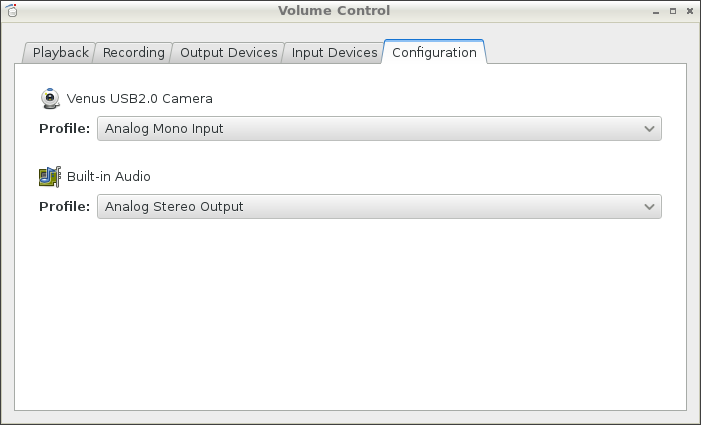 Volume Control
Playback Recording Output Devices Input Devices Configuration
Venus USB2.0 Camera
Profile: Analog Mono Input
Built-in Audio
Profile: Analog Stereo Output